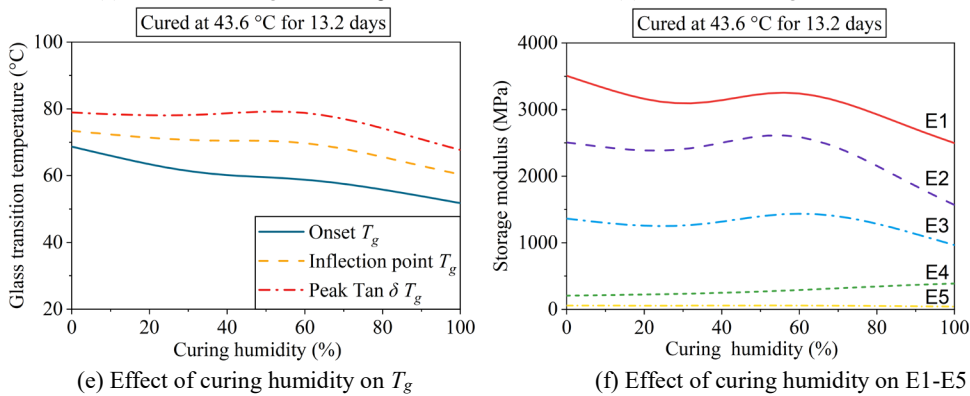 Cured at 43.6 °C for 13.2 days
Glass transition temperature (°C)
100
80
60
40
20
Onset Tg
Inflection point Tg
Peak Tan δ Tg
0 20 40 60 80 100
Curing humidity (%)
(e) Effect of curing humidity on Tg
Cured at 43.6 °C for 13.2 days
Storage modulus (MPa)
4000
3000
2000
1000
0
E1
E2
E3
E4
E5
0 20 40 60 80 100
Curing humidity (%)
(f) Effect of curing humidity on E1-E5